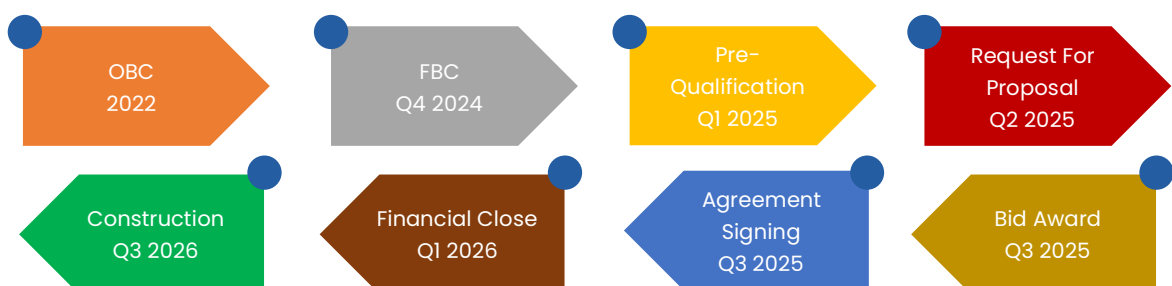 OBC
2022
FBC
Q4 2024
Pre-
Qualification
Q1 2025
Request For
Proposal
Q2 2025
Construction
Q3 2026
Financial Close
Q1 2026
Agreement
Signing
Q3 2025
Bid Award
Q3 2025